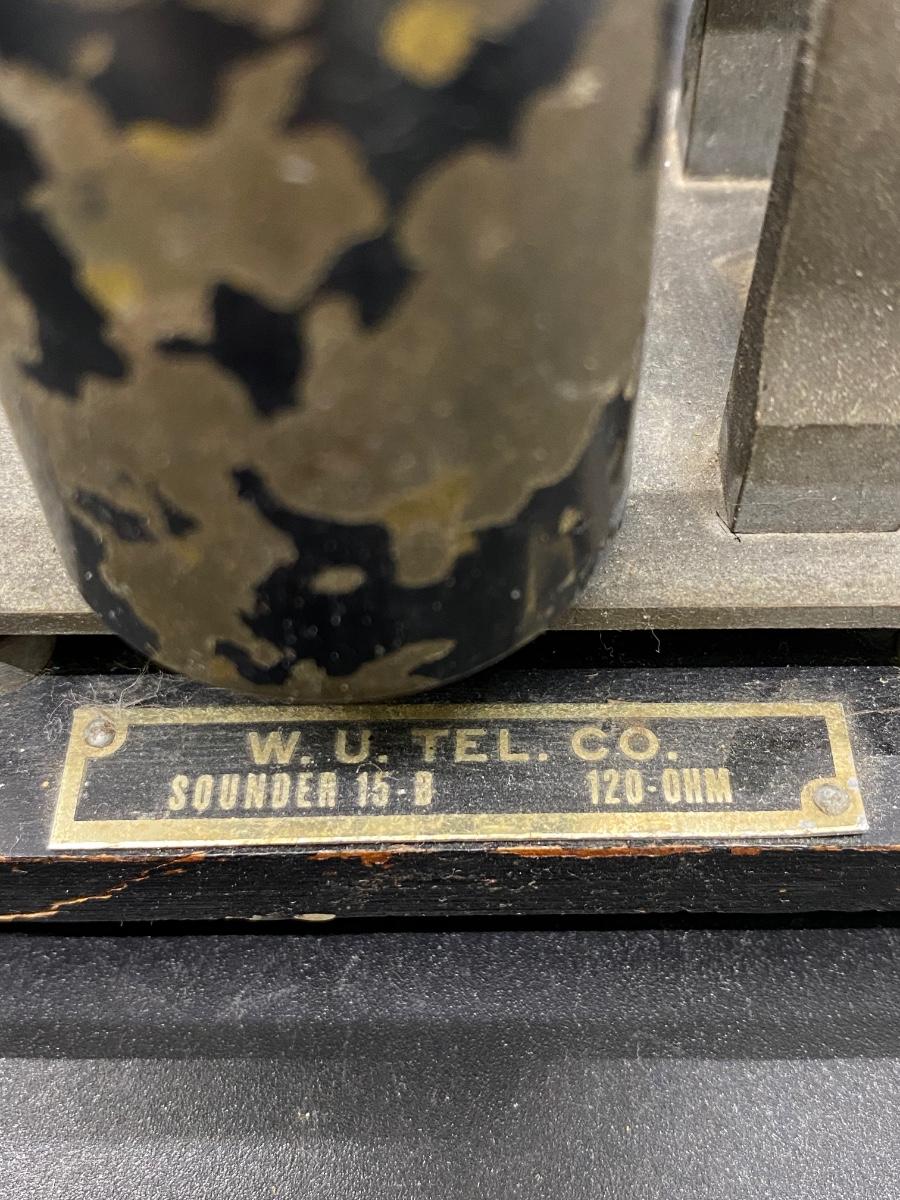 W. U. TEL. CO.
SOUNDER 15-B 120-OHM